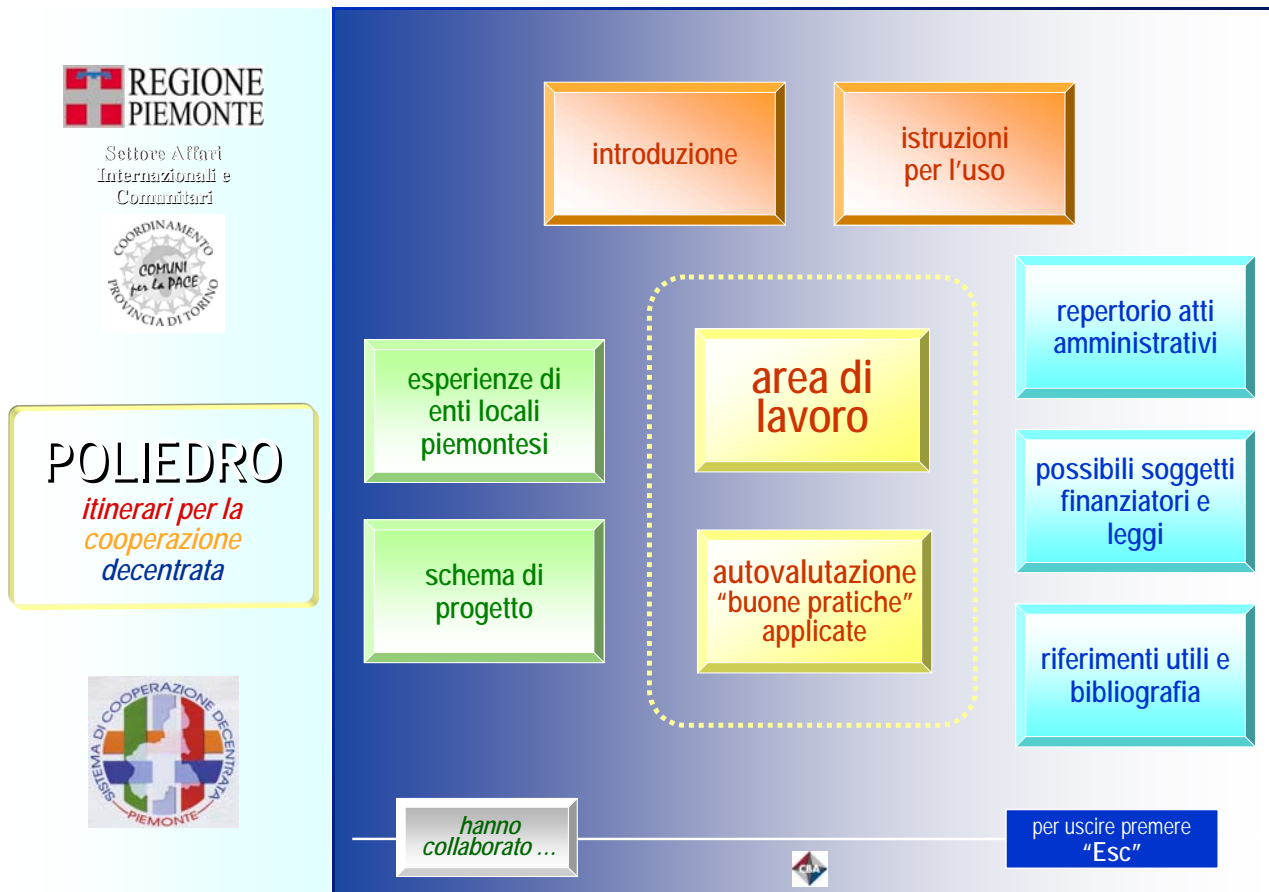 REGIONE
PIEMONTE
Settore Affari
Internazionali e
Comunitari
COORDINAMENTO
COMUNI
per la PACE
PROVINCIA DI TORINO
POLIEDRO
itinerari per la
cooperazione
decentrata
SISTEMA DI COOPERAZIONE DECENTRATA
PIEMONTE
introduzione
istruzioni
per l’uso
esperienze di
enti locali
piemontesi
schema di
progetto
area di
lavoro
autovalutazione
“buone pratiche”
applicate
repertorio atti
amministrativi
possibili soggetti
finanziatori e
leggi
riferimenti utili e
bibliografia
hanno
collaborato ...
CBA
per uscire premere
“Esc”